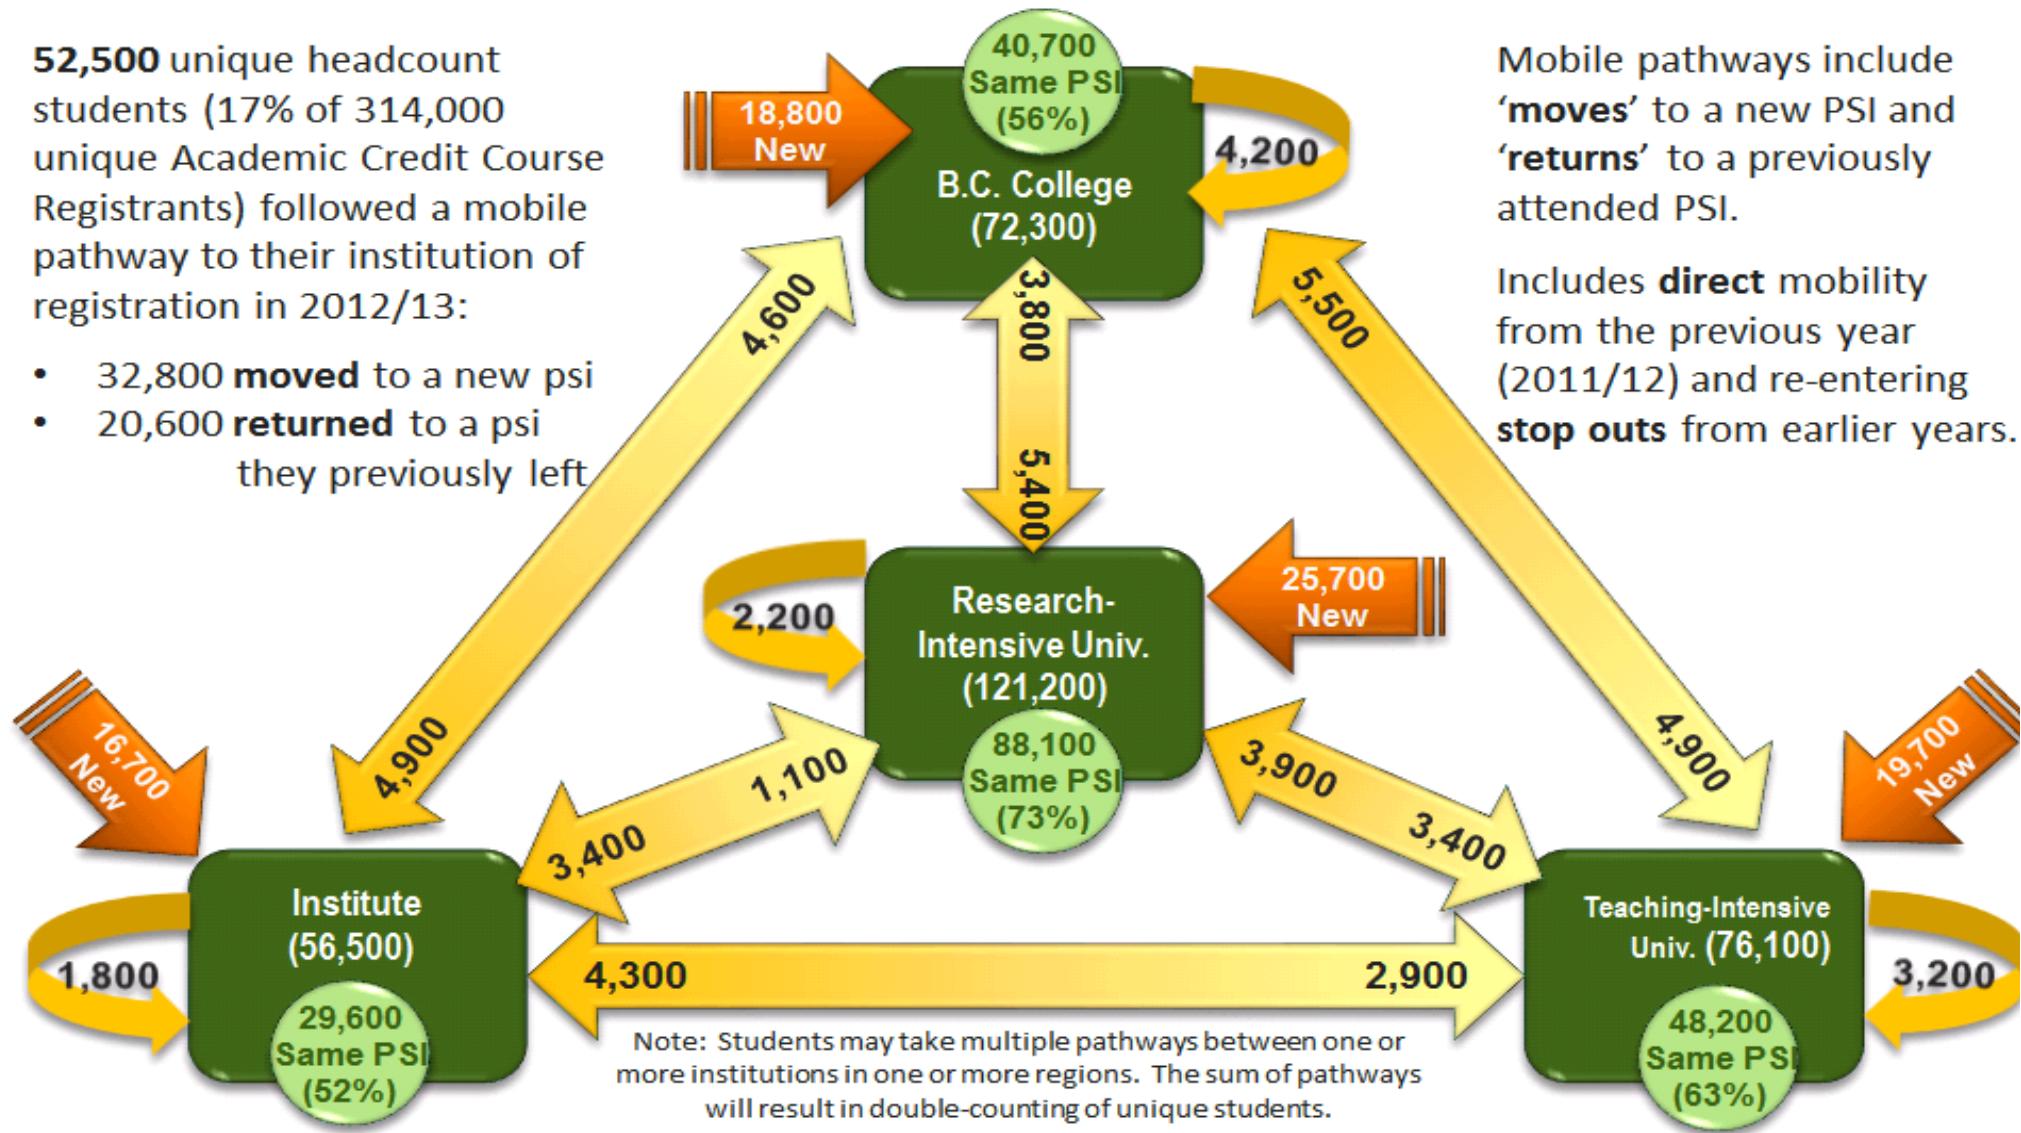 52,500 unique headcount
students (17% of 314,000
unique Academic Credit Course
Registrants) followed a mobile
pathway to their institution of
registration in 2012/13:
• 32,800 moved to a new psi
• 20,600 returned to a psi
they previously left
40,700
Same PSI
(56%)
18,800
New
B.C. College
(72,300)
4,200
Mobile pathways include
‘moves’ to a new PSI and
‘returns’ to a previously
attended PSI.
Includes direct mobility
from the previous year
(2011/12) and re-entering
stop outs from earlier years.
4,600
4,900
3,800
5,400
5,500
4,900
Research-
Intensive Univ.
(121,200)
88,100
Same PSI
(73%)
2,200
25,700
New
1,100
3,400
3,900
3,400
16,700
New
19,700
New
Institute
(56,500)
29,600
Same PSI
(52%)
1,800
4,300
2,900
Teaching-Intensive
Univ. (76,100)
48,200
Same PSI
(63%)
3,200
Note: Students may take multiple pathways between one or
more institutions in one or more regions. The sum of pathways
will result in double-counting of unique students.